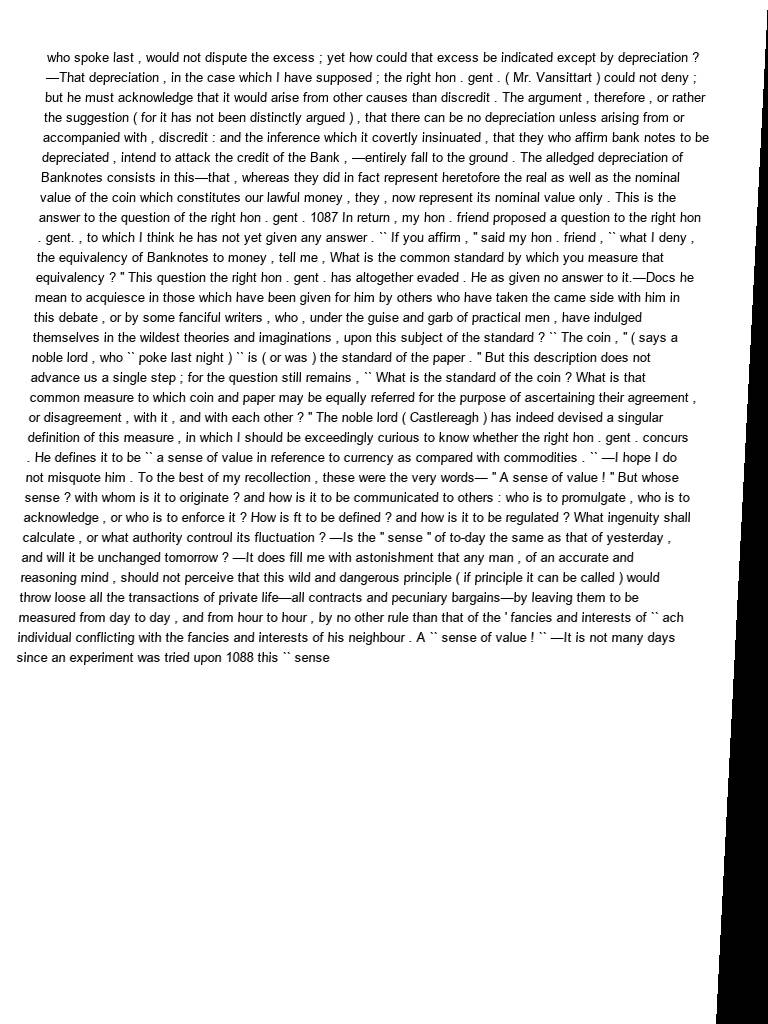 who spoke last , would not dispute the excess ; yet how could that excess be indicated except by depreciation ?
—That depreciation , in the case which I have supposed ; the right hon . gent . ( Mr. Vansittart ) could not deny ;
but he must acknowledge that it would arise from other causes than discredit . The argument , therefore , or rather
the suggestion ( for it has not been distinctly argued ) , that there can be no depreciation unless arising from or
accompanied with , discredit : and the inference which it covertly insinuated , that they who affirm bank notes to be
depreciated , intend to attack the credit of the Bank , —entirely fall to the ground . The alledged depreciation of
Banknotes consists in this—that , whereas they did in fact represent heretofore the real as well as the nominal
value of the coin which constitutes our lawful money , they , now represent its nominal value only . This is the
answer to the question of the right hon . gent . 1087 In return , my hon . friend proposed a question to the right hon
. gent. , to which I think he has not yet given any answer . `` If you affirm , " said my hon . friend , `` what I deny ,
the equivalency of Banknotes to money , tell me , What is the common standard by which you measure that
equivalency ? " This question the right hon . gent . has altogether evaded . He as given no answer to it.—Docs he
mean to acquiesce in those which have been given for him by others who have taken the came side with him in
this debate , or by some fanciful writers , who , under the guise and garb of practical men , have indulged
themselves in the wildest theories and imaginations , upon this subject of the standard ? `` The coin , " ( says a
noble lord , who `` poke last night ) `` is ( or was ) the standard of the paper . " But this description does not
advance us a single step ; for the question still remains , `` What is the standard of the coin ? What is that
common measure to which coin and paper may be equally referred for the purpose of ascertaining their agreement ,
or disagreement , with it , and with each other ? " The noble lord ( Castlereagh ) has indeed devised a singular
definition of this measure , in which I should be exceedingly curious to know whether the right hon . gent . concurs
. He defines it to be `` a sense of value in reference to currency as compared with commodities . `` —I hope I do
not misquote him . To the best of my recollection , these were the very words— " A sense of value ! " But whose
sense ? with whom is it to originate ? and how is it to be communicated to others : who is to promulgate , who is to
acknowledge , or who is to enforce it ? How is ft to be defined ? and how is it to be regulated ? What ingenuity shall
calculate , or what authority controul its fluctuation ? —Is the " sense " of to-day the same as that of yesterday ,
and will it be unchanged tomorrow ? —It does fill me with astonishment that any man , of an accurate and
reasoning mind , should not perceive that this wild and dangerous principle ( if principle it can be called ) would
throw loose all the transactions of private life—all contracts and pecuniary bargains—by leaving them to be
measured from day to day , and from hour to hour , by no other rule than that of the ' fancies and interests of `` ach
individual conflicting with the fancies and interests of his neighbour . A `` sense of value ! `` —It is not many days
since an experiment was tried upon 1088 this `` sense